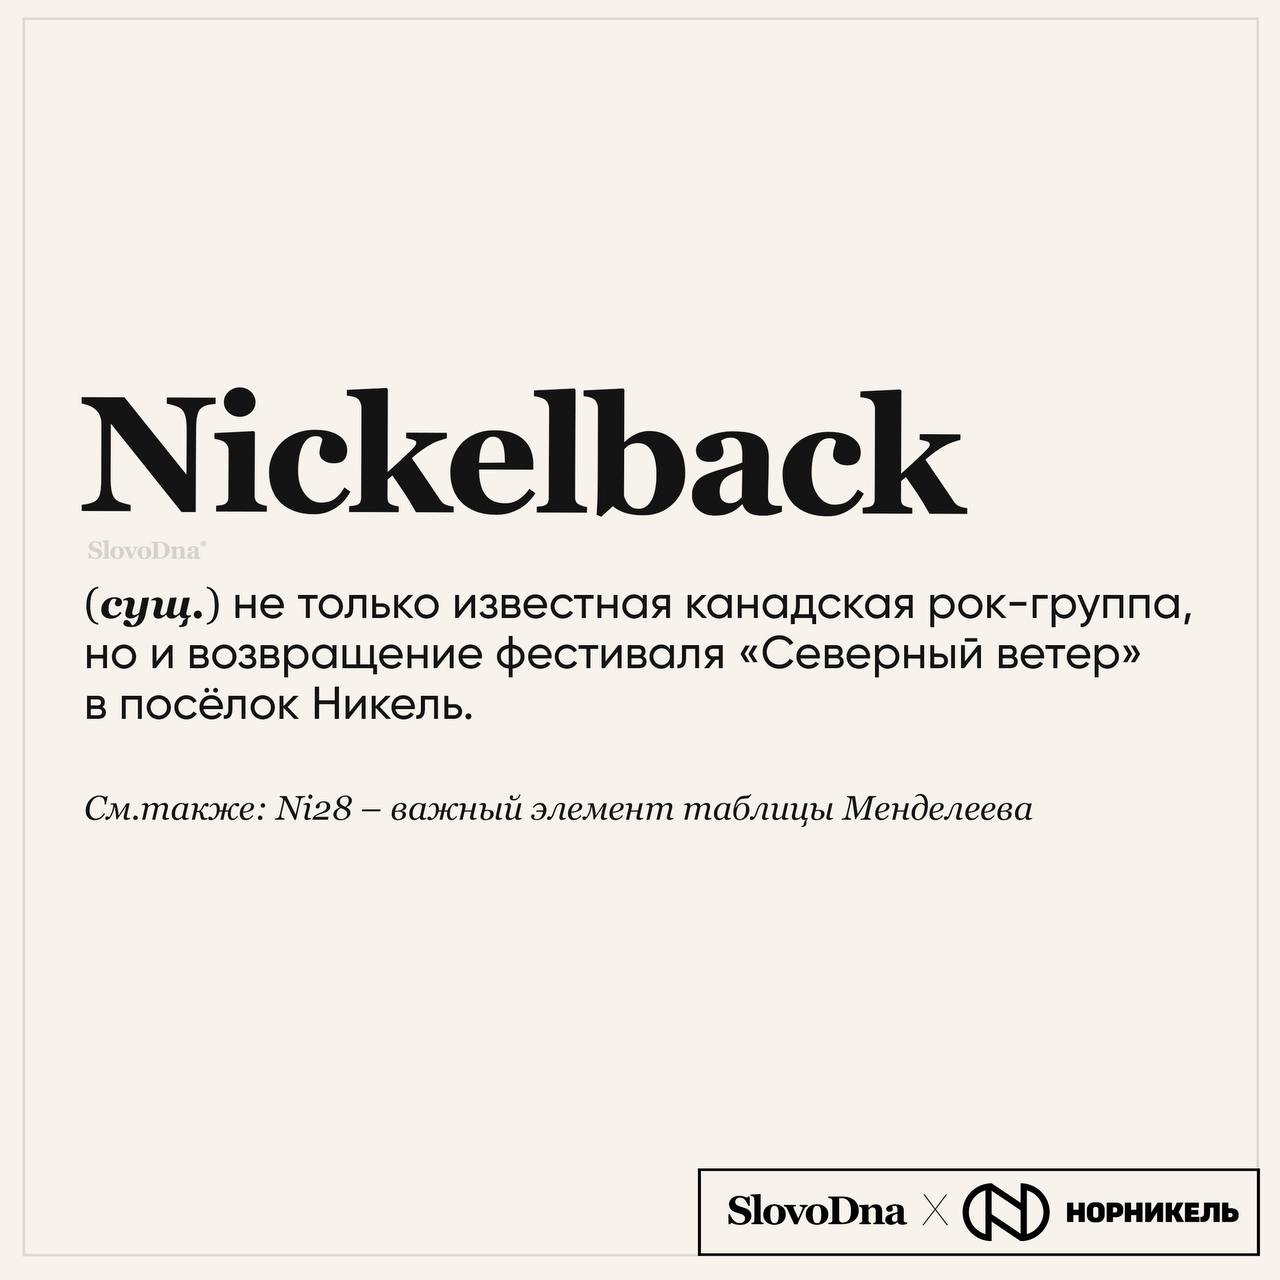 Nickelback
SlovoDna®
(сущ.) не только известная канадская рок-группа,
но и возвращение фестиваля «Северный ветер»
в посёлок Никель.
См.также: Ni28 – важный элемент таблицы Менделеева
SlovoDna X НОРНИКЕЛЬ